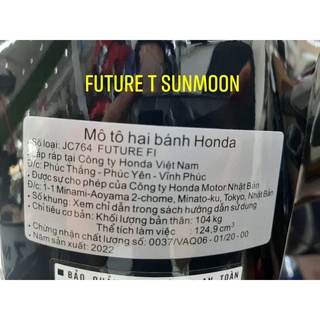 FUTURE T SUNMOON
Mô tô hai bánh Honda
Số loại: JC764 FUTURE FI
Lắp ráp tại Công ty Honda Việt Nam
Đ/c: Phúc Thắng - Phúc Yên - Vĩnh Phúc
Được sự cho phép của Công ty Honda Motor Nhật Bản
Đ/c: 1-1 Minami-Aoyama 2-chome, Minato-ku, Tokyo, Nhật Bản
Số khung: Xem chỉ dẫn trong sách hướng dẫn sử dụng
Chỉ tiêu cơ bản: Khối lượng bản thân: 104 kg
Thể tích làm việc : 124,9 cm³
Chứng nhận chất lượng số: 0037/VAQ06 - 01/20 - 00
Năm sản xuất: 2022
BẢO QUẢN AN TOÀN